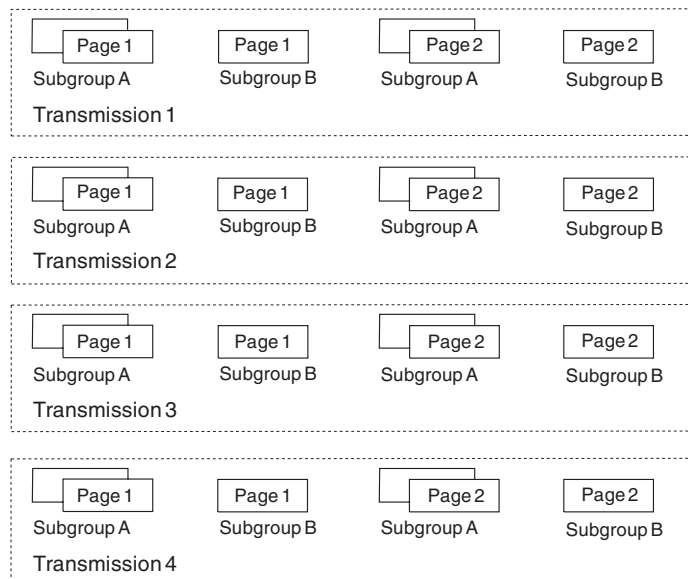 Page 1 Page 1 Page 2 Page 2
Subgroup A Subgroup B Subgroup A Subgroup B
Transmission 1
Page 1 Page 1 Page 2 Page 2
Subgroup A Subgroup B Subgroup A Subgroup B
Transmission 2
Page 1 Page 1 Page 2 Page 2
Subgroup A Subgroup B Subgroup A Subgroup B
Transmission 3
Page 1 Page 1 Page 2 Page 2
Subgroup A Subgroup B Subgroup A Subgroup B
Transmission 4